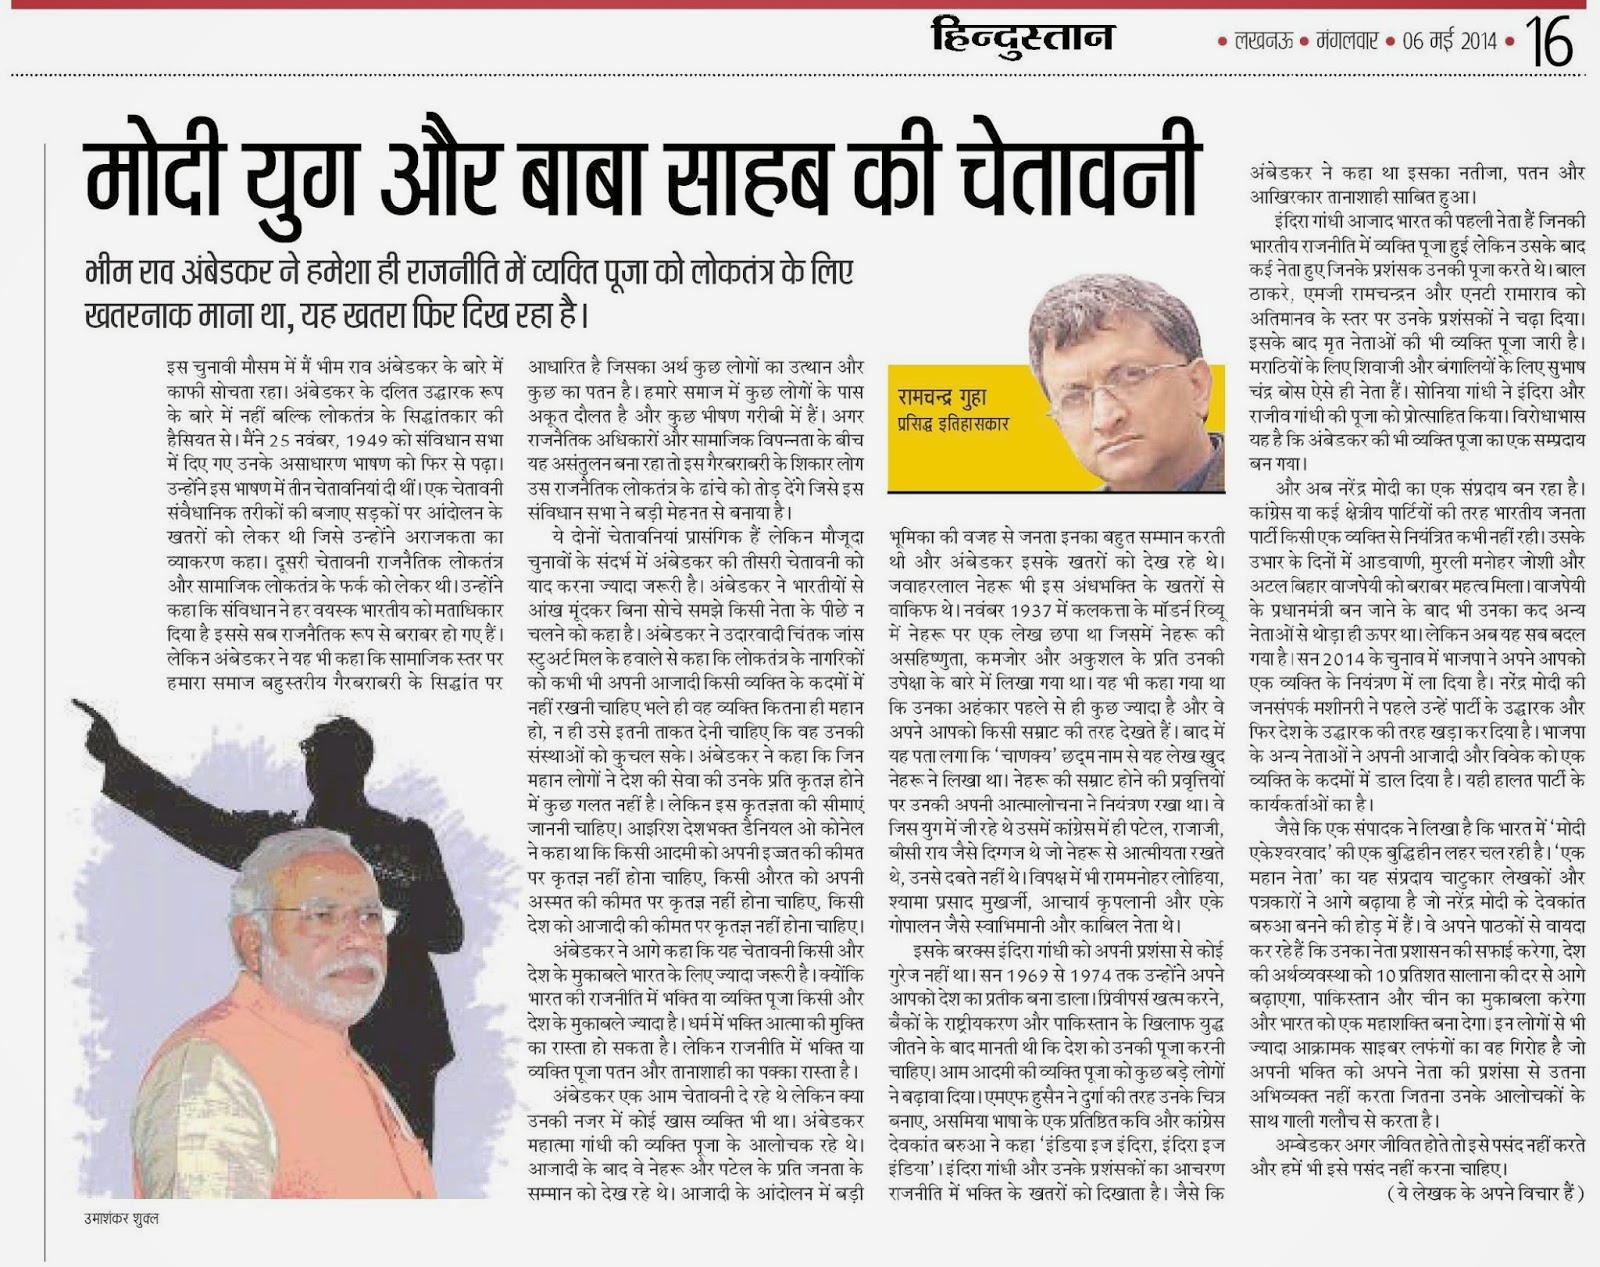 हिन्दुस्तान
• लखनऊ • मंगलवार • 06 मई 2014 • 16
मोदी युग और बाबा साहब की चेतावनी
भीम राव अंबेडकर ने हमेशा ही राजनीति में व्यक्ति पूजा को लोकतंत्र के लिए
खतरनाक माना था, यह खतरा फिर दिख रहा है।
इस चुनावी मौसम में मैं भीम राव अंबेडकर के बारे में
काफी सोचता रहा। अंबेडकर के दलित उद्धारक रूप
के बारे में नहीं बल्कि लोकतंत्र के सिद्धांतकार की
हैसियत से। मैंने 25 नवंबर, 1949 को संविधान सभा
में दिए गए उनके असाधारण भाषण को फिर से पढ़ा।
उन्होंने इस भाषण में तीन चेतावनियां दी थीं। एक चेतावनी
संवैधानिक तरीकों की बजाए सड़कों पर आंदोलन के
खतरों को लेकर थी जिसे उन्होंने अराजकता का
व्याकरण कहा। दूसरी चेतावनी राजनैतिक लोकतंत्र
और सामाजिक लोकतंत्र के फर्क को लेकर थी। उन्होंने
कहा कि संविधान ने हर वयस्क भारतीय को मताधिकार
दिया है इससे सब राजनैतिक रूप से बराबर हो गए हैं।
लेकिन अंबेडकर ने यह भी कहा कि सामाजिक स्तर पर
हमारा समाज बहुस्तरीय गैरबराबरी के सिद्धांत पर
उमाशंकर शुक्ल
आधारित है जिसका अर्थ कुछ लोगों का उत्थान और
कुछ का पतन है। हमारे समाज में कुछ लोगों के पास
अकूत दौलत है और कुछ भीषण गरीबी में हैं। अगर
राजनैतिक अधिकारों और सामाजिक विपन्नता के बीच
यह असंतुलन बना रहा तो इस गैरबराबरी के शिकार लोग
उस राजनैतिक लोकतंत्र के ढांचे को तोड़ देंगे जिसे इस
संविधान सभा ने बड़ी मेहनत से बनाया है।
ये दोनों चेतावनियां प्रासंगिक हैं लेकिन मौजूदा
चुनावों के संदर्भ में अंबेडकर की तीसरी चेतावनी को
याद करना ज्यादा जरूरी है। अंबेडकर ने भारतीयों से
आंख मूंदकर बिना सोचे समझे किसी नेता के पीछे न
चलने को कहा है। अंबेडकर ने उदारवादी चिंतक जांस
स्टुअर्ट मिल के हवाले से कहा कि लोकतंत्र के नागरिकों
को कभी भी अपनी आजादी किसी व्यक्ति के कदमों में
नहीं रखनी चाहिए भले ही वह व्यक्ति कितना ही महान
हो, न ही उसे इतनी ताकत देनी चाहिए कि वह उनकी
संस्थाओं को कुचल सके। अंबेडकर ने कहा कि जिन
महान लोगों ने देश की सेवा की उनके प्रति कृतज्ञ होने
में कुछ गलत नहीं है। लेकिन इस कृतज्ञता की सीमाएं
जाननी चाहिए। आइरिश देशभक्त डैनियल ओ कोनेल
ने कहा था कि किसी आदमी को अपनी इज्जत की कीमत
पर कृतज्ञ नहीं होना चाहिए, किसी औरत को अपनी
अस्मत की कीमत पर कृतज्ञ नहीं होना चाहिए, किसी
देश को आजादी की कीमत पर कृतज्ञ नहीं होना चाहिए।
अंबेडकर ने आगे कहा कि यह चेतावनी किसी और
देश के मुकाबले भारत के लिए ज्यादा जरूरी है। क्योंकि
भारत की राजनीति में भक्ति या व्यक्ति पूजा किसी और
देश के मुकाबले ज्यादा है। धर्म में भक्ति आत्मा की मुक्ति
का रास्ता हो सकता है। लेकिन राजनीति में भक्ति या
व्यक्ति पूजा पतन और तानाशाही का पक्का रास्ता है।
अंबेडकर एक आम चेतावनी दे रहे थे लेकिन क्या
उनकी नजर में कोई खास व्यक्ति भी था। अंबेडकर
महात्मा गांधी की व्यक्ति पूजा के आलोचक रहे थे।
आजादी के बाद वे नेहरू और पटेल के प्रति जनता के
सम्मान को देख रहे थे। आजादी के आंदोलन में बड़ी
रामचन्द्र गुहा
प्रसिद्ध इतिहासकार
भूमिका की वजह से जनता इनका बहुत सम्मान करती
थी और अंबेडकर इसके खतरों को देख रहे थे।
जवाहरलाल नेहरू भी इस अंधभक्ति के खतरों से
वाकिफ थे। नवंबर 1937 में कलकत्ता के मॉडर्न रिव्यू
में नेहरू पर एक लेख छपा था जिसमें नेहरू की
असहिष्णुता, कमजोर और अकुशल के प्रति उनकी
उपेक्षा के बारे में लिखा गया था। यह भी कहा गया था
कि उनका अहंकार पहले से ही कुछ ज्यादा है और वे
अपने आपको किसी सम्राट की तरह देखते हैं। बाद में
यह पता लगा कि ‘चाणक्य’ छद्म नाम से यह लेख खुद
नेहरू ने लिखा था। नेहरू की सम्राट होने की प्रवृत्तियों
पर उनकी अपनी आत्मालोचना ने नियंत्रण रखा था। वे
जिस युग में जी रहे थे उसमें कांग्रेस में ही पटेल, राजाजी,
बीसी राय जैसे दिग्गज थे जो नेहरू से आत्मीयता रखते
थे, उनसे दबते नहीं थे। विपक्ष में भी राममनोहर लोहिया,
श्यामा प्रसाद मुखर्जी, आचार्य कृपलानी और एके
गोपालन जैसे स्वाभिमानी और काबिल नेता थे।
इसके बरक्स इंदिरा गांधी को अपनी प्रशंसा से कोई
गुरेज नहीं था। सन 1969 से 1974 तक उन्होंने अपने
आपको देश का प्रतीक बना डाला। प्रिवीपर्स खत्म करने,
बैंकों के राष्ट्रीयकरण और पाकिस्तान के खिलाफ युद्ध
जीतने के बाद मानती थी कि देश को उनकी पूजा करनी
चाहिए। आम आदमी की व्यक्ति पूजा को कुछ बड़े लोगों
ने बढ़ावा दिया। एमएफ हुसैन ने दुर्गा की तरह उनके चित्र
बनाए, असमिया भाषा के एक प्रतिष्ठित कवि और कांग्रेस
देवकांत बरुआ ने कहा ‘इंडिया इज इंदिरा, इंदिरा इज
इंडिया’। इंदिरा गांधी और उनके प्रशंसकों का आचरण
राजनीति में भक्ति के खतरों को दिखाता है। जैसे कि
अंबेडकर ने कहा था इसका नतीजा, पतन और
आखिरकार तानाशाही साबित हुआ।
इंदिरा गांधी आजाद भारत की पहली नेता हैं जिनकी
भारतीय राजनीति में व्यक्ति पूजा हुई लेकिन उसके बाद
कई नेता हुए जिनके प्रशंसक उनकी पूजा करते थे। बाल
ठाकरे, एमजी रामचन्द्रन और एनटी रामाराव को
अतिमानव के स्तर पर उनके प्रशंसकों ने चढ़ा दिया।
इसके बाद मृत नेताओं की भी व्यक्ति पूजा जारी है।
मराठियों के लिए शिवाजी और बंगालियों के लिए सुभाष
चंद्र बोस ऐसे ही नेता हैं। सोनिया गांधी ने इंदिरा और
राजीव गांधी की पूजा को प्रोत्साहित किया। विरोधाभास
यह है कि अंबेडकर की भी व्यक्ति पूजा का एक सम्प्रदाय
बन गया।
और अब नरेंद्र मोदी का एक संप्रदाय बन रहा है।
कांग्रेस या कई क्षेत्रीय पार्टियों की तरह भारतीय जनता
पार्टी किसी एक व्यक्ति से नियंत्रित कभी नहीं रही। उसके
उभार के दिनों में आडवाणी, मुरली मनोहर जोशी और
अटल बिहार वाजपेयी को बराबर महत्व मिला। वाजपेयी
के प्रधानमंत्री बन जाने के बाद भी उनका कद अन्य
नेताओं से थोड़ा ही ऊपर था। लेकिन अब यह सब बदल
गया है। सन 2014 के चुनाव में भाजपा ने अपने आपको
एक व्यक्ति के नियंत्रण में ला दिया है। नरेंद्र मोदी की
जनसंपर्क मशीनरी ने पहले उन्हें पार्टी के उद्धारक और
फिर देश के उद्धारक की तरह खड़ा कर दिया है। भाजपा
के अन्य नेताओं ने अपनी आजादी और विवेक को एक
व्यक्ति के कदमों में डाल दिया है। यही हालत पार्टी के
कार्यकर्ताओं का है।
जैसे कि एक संपादक ने लिखा है कि भारत में ‘मोदी
एकेश्वरवाद’ की एक बुद्धिहीन लहर चल रही है। ‘एक
महान नेता’ का यह संप्रदाय चाटुकार लेखकों और
पत्रकारों ने आगे बढ़ाया है जो नरेंद्र मोदी के देवकांत
बरुआ बनने की होड़ में हैं। वे अपने पाठकों से वायदा
कर रहे हैं कि उनका नेता प्रशासन की सफाई करेगा, देश
की अर्थव्यवस्था को 10 प्रतिशत सालाना की दर से आगे
बढ़ाएगा, पाकिस्तान और चीन का मुकाबला करेगा
और भारत को एक महाशक्ति बना देगा। इन लोगों से भी
ज्यादा आक्रामक साइबर लफंगों का वह गिरोह है जो
अपनी भक्ति को अपने नेता की प्रशंसा से उतना
अभिव्यक्त नहीं करता जितना उनके आलोचकों के
साथ गाली गलौच से करता है।
अम्बेडकर अगर जीवित होते तो इसे पसंद नहीं करते
और हमें भी इसे पसंद नहीं करना चाहिए।
(ये लेखक के अपने विचार हैं)